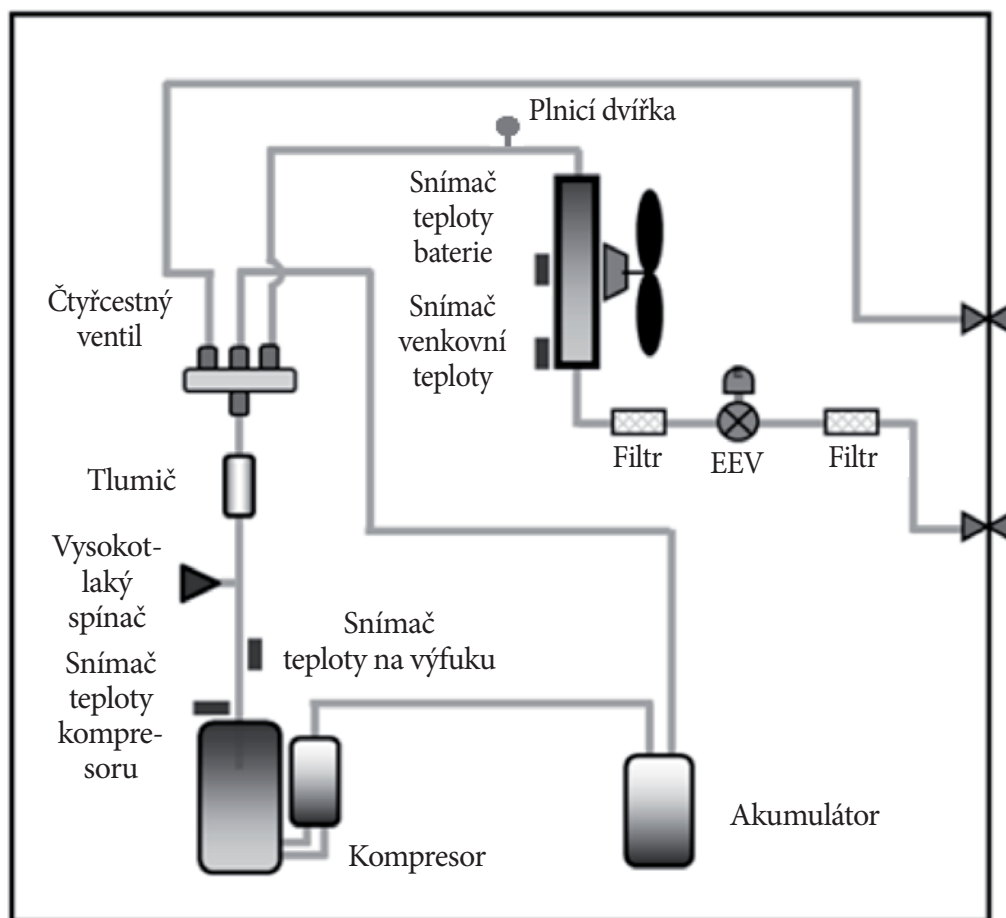 Plnicí dvířka
Snímač
teploty
baterie
Snímač
venkovní
teploty
Čtyřcestný
ventil
Filtr
EEV
Filtr
Tlumič
Vysokot-
laký
spínač
Snímač
teploty na výfuku
Snímač
teploty
kompre-
soru
Akumulátor
Kompresor